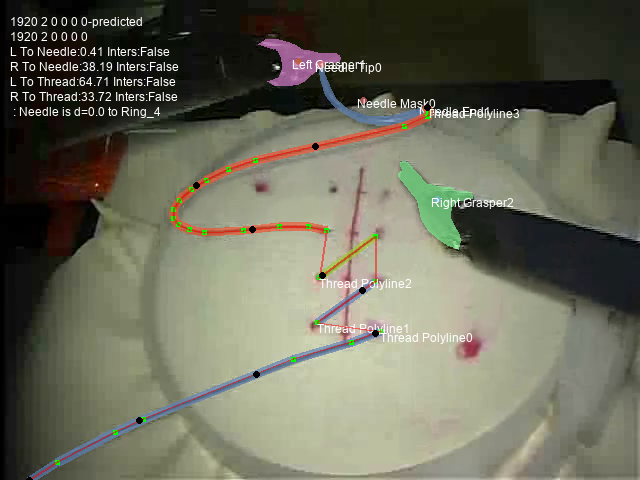 1920 2 0 0 0 0-predicted
1920 2 0 0 0 0
L To Needle:0.41 Inters:False
R To Needle:38.19 Inters:False
L To Thread:64.71 Inters:False
R To Thread:33.72 Inters:False
: Needle is d=0.0 to Ring_4
Left Grasper1
Needle Tip0
Needle Mask0
Needle End
Thread Polyline3
Right Grasper2
Thread Polyline2
Thread Polyline1
Thread Polyline0